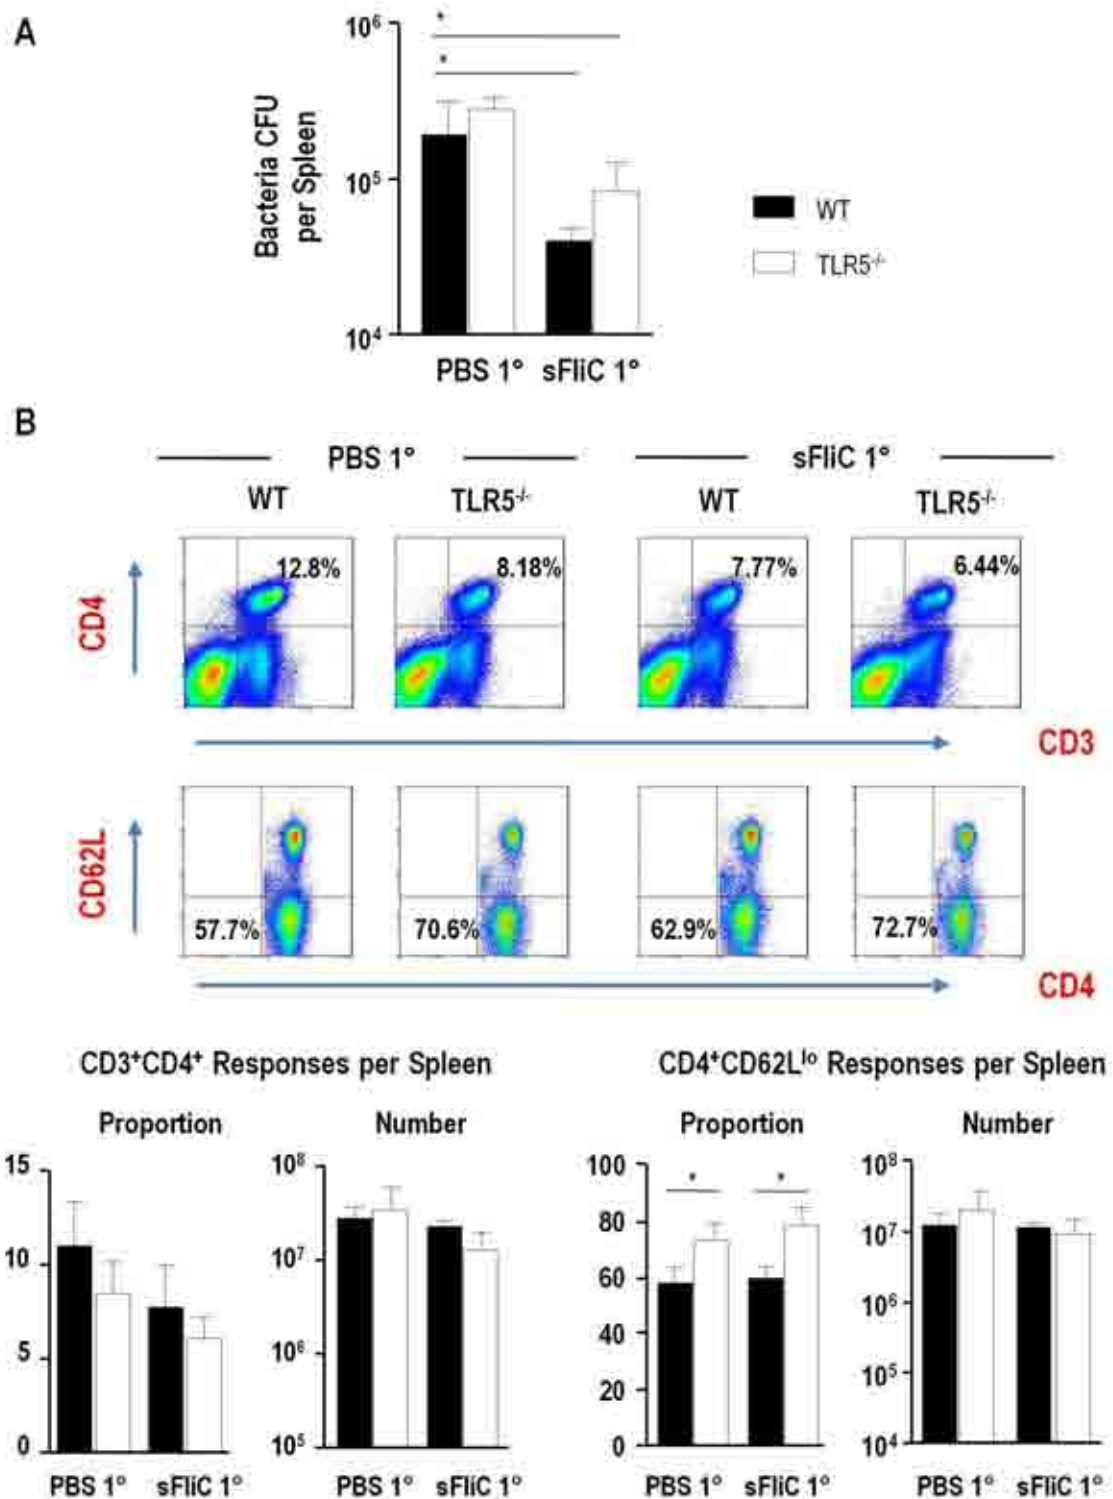 A
*
*
10⁶
10⁵
10⁴
Bacteria CFU
per Spleen
PBS 1° sFliC 1°
WT
TLR5⁻/⁻
B
PBS 1° sFliC 1°
WT TLR5⁻/⁻ WT TLR5⁻/⁻
CD4
12.8% 8.18% 7.77% 6.44%
CD3
CD62L
57.7% 70.6% 62.9% 72.7%
CD4
CD3⁺CD4⁺ Responses per Spleen CD4⁺CD62Lˡᵒ Responses per Spleen
Proportion Number Proportion Number
15
10
5
0
PBS 1° sFliC 1°
10⁸
10⁷
10⁶
10⁵
PBS 1° sFliC 1°
100
80
60
40
20
0
* *
PBS 1° sFliC 1°
10⁸
10⁷
10⁶
10⁵
10⁴
PBS 1° sFliC 1°